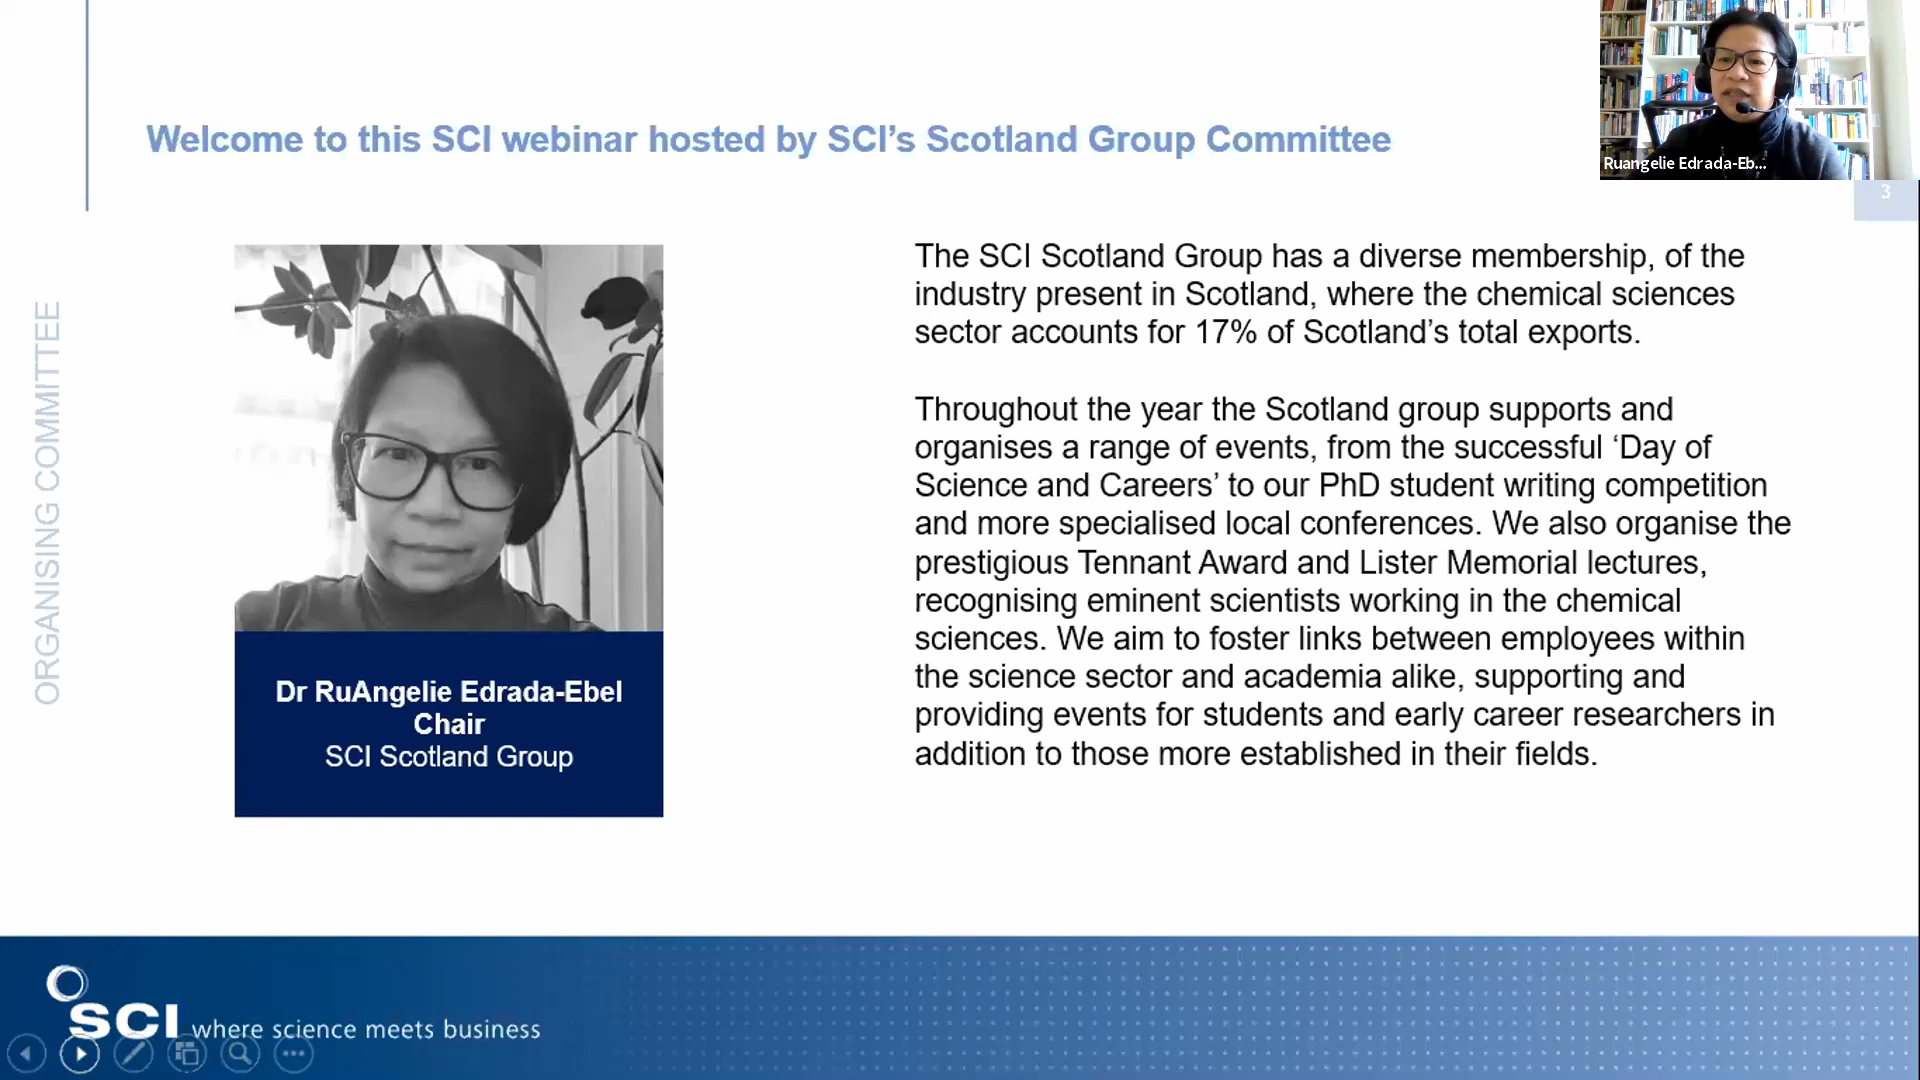 Welcome to this SCI webinar hosted by SCI’s Scotland Group Committee
Ruangelie Edrada-Eb...
3
ORGANISING COMMITTEE
The SCI Scotland Group has a diverse membership, of the
industry present in Scotland, where the chemical sciences
sector accounts for 17% of Scotland’s total exports.
Throughout the year the Scotland group supports and
organises a range of events, from the successful ‘Day of
Science and Careers’ to our PhD student writing competition
and more specialised local conferences. We also organise the
prestigious Tennant Award and Lister Memorial lectures,
recognising eminent scientists working in the chemical
sciences. We aim to foster links between employees within
the science sector and academia alike, supporting and
providing events for students and early career researchers in
addition to those more established in their fields.
Dr RuAngelie Edrada-Ebel
Chair
SCI Scotland Group
SCI where science meets business